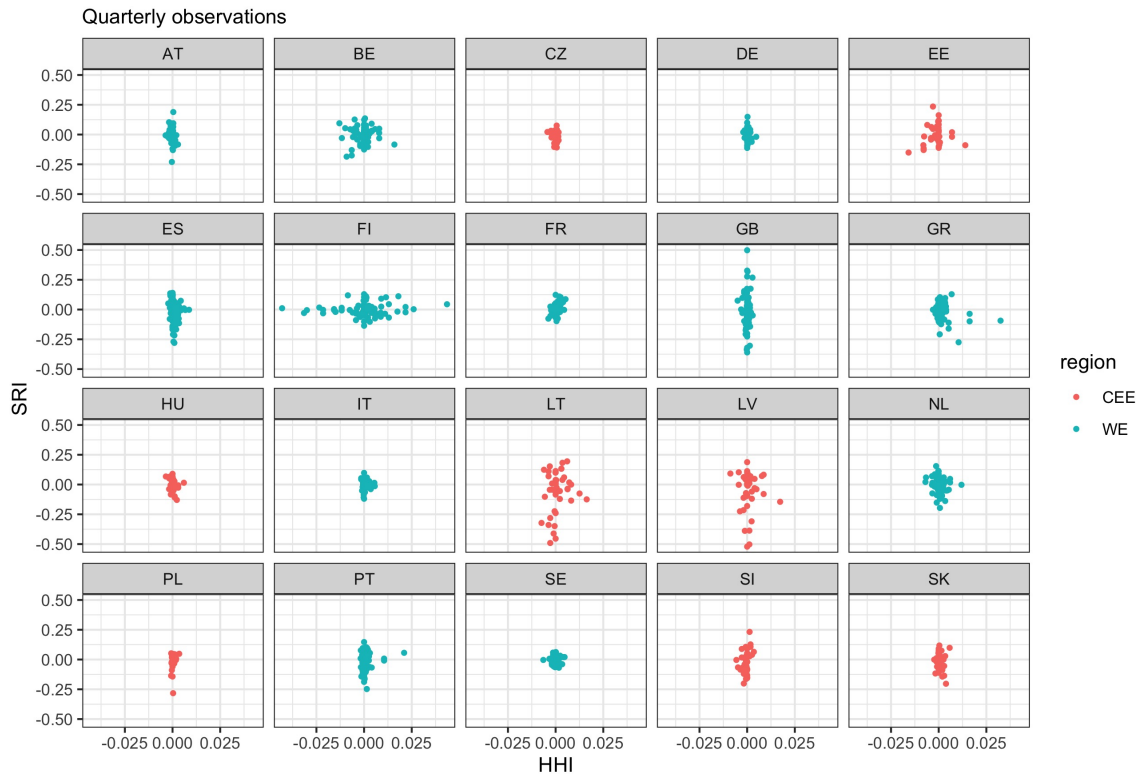 Quarterly observations
AT BE CZ DE EE
0.50
0.25
0.00
-0.25
-0.50
ES FI FR GB GR
0.50
0.25
0.00
-0.25
-0.50
HU IT LT LV NL
0.50
0.25
0.00
-0.25
-0.50
PL PT SE SI SK
0.50
0.25
0.00
-0.25
-0.50
-0.025 0.000 0.025 -0.025 0.000 0.025 -0.025 0.000 0.025 -0.025 0.000 0.025 -0.025 0.000 0.025
HHI
SRI
region
CEE
WE